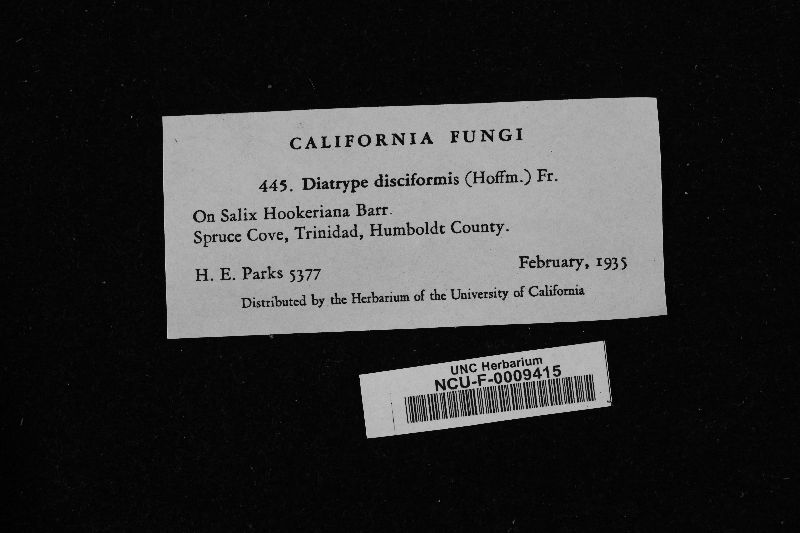 CALIFORNIA FUNGI
445. Diatrype disciformis (Hoffm.) Fr.
On Salix Hookeriana Barr.
Spruce Cove, Trinidad, Humboldt County.
H. E. Parks 5377 February, 1935
Distributed by the Herbarium of the University of California
UNC Herbarium
NCU-F-0009415